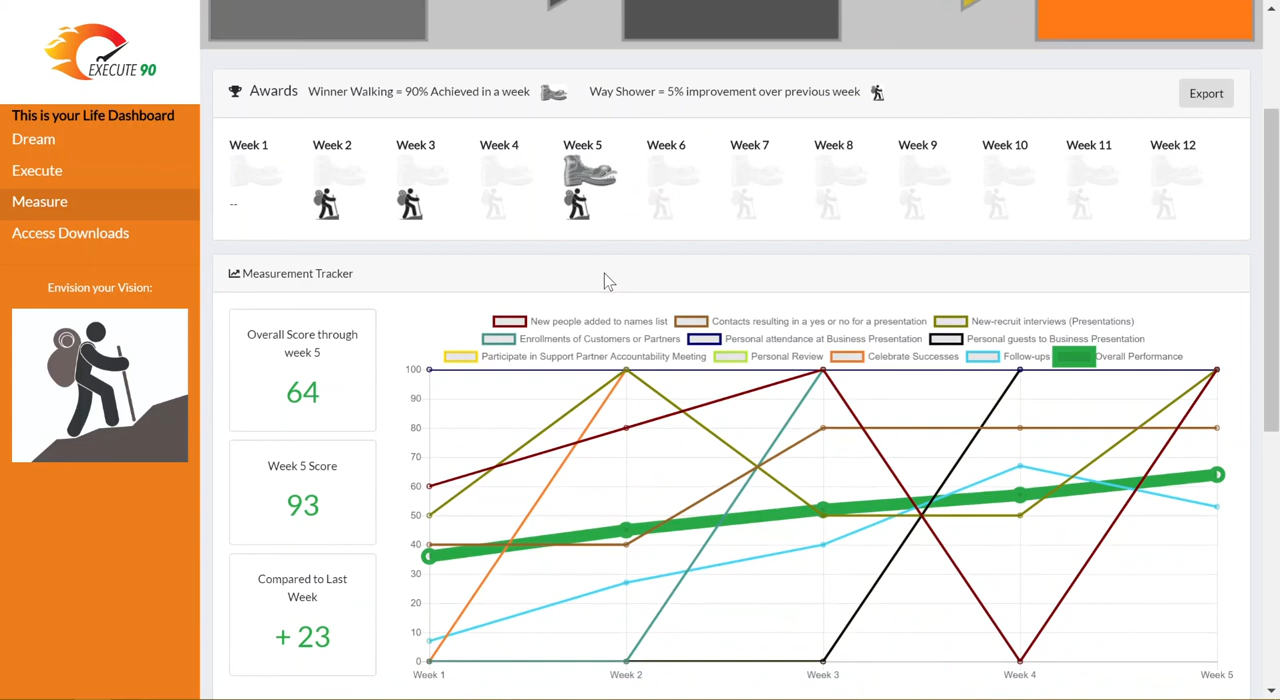 EXECUTE 90
This is your Life Dashboard
Dream
Execute
Measure
Access Downloads
Envision your Vision:
Awards Winner Walking = 90% Achieved in a week Way Shower = 5% improvement over previous week Export
Week 1 Week 2 Week 3 Week 4 Week 5 Week 6 Week 7 Week 8 Week 9 Week 10 Week 11 Week 12
--
Measurement Tracker
Overall Score through
week 5
64
Week 5 Score
93
Compared to Last
Week
+ 23
New people added to names list Contacts resulting in a yes or no for a presentation New-recruit interviews (Presentations)
Enrollments of Customers or Partners Personal attendance at Business Presentation Personal guests to Business Presentation
Participate in Support Partner Accountability Meeting Personal Review Celebrate Successes Follow-ups Overall Performance
100
90
80
70
60
50
40
30
20
10
0
Week 1 Week 2 Week 3 Week 4 Week 5